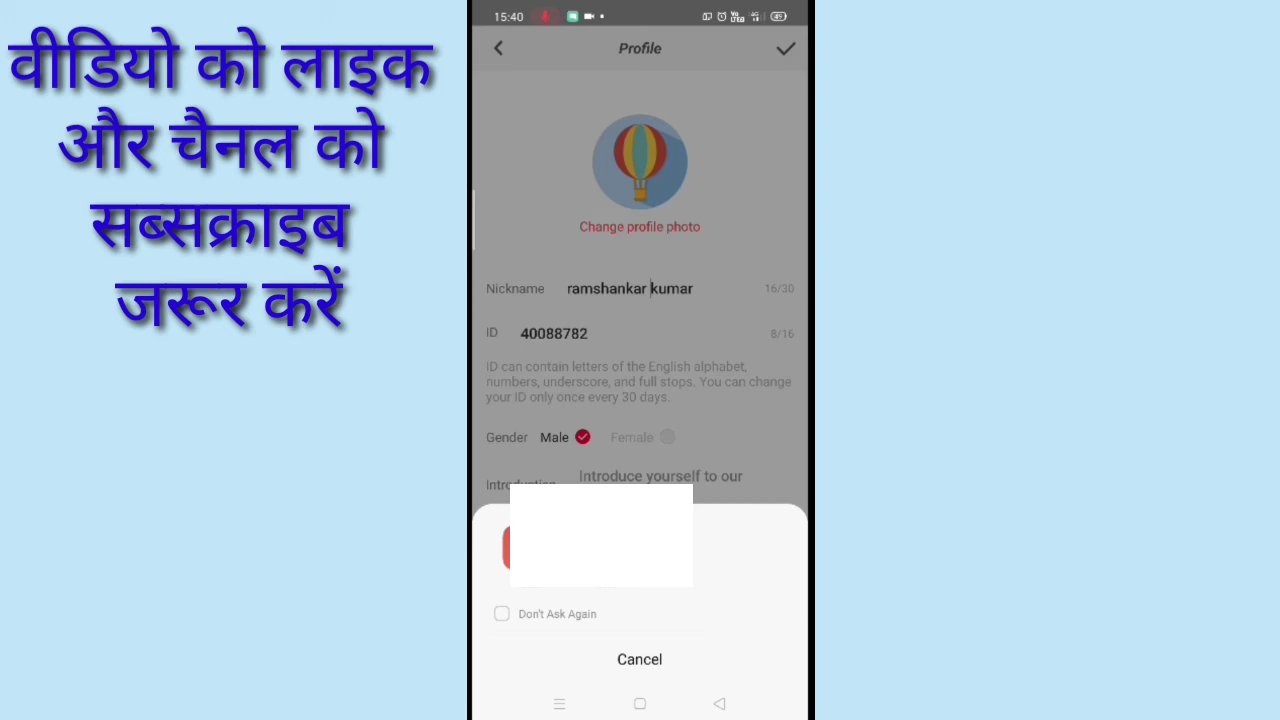 वीडियो को लाइक
और चैनल को
सब्सक्राइब
जरूर करें
15:40
Profile
Change profile photo
Nickname ramshankar kumar 16/30
ID 40088782 8/16
ID can contain letters of the English alphabet,
numbers, underscore, and full stops. You can change
your ID only once every 30 days.
Gender Male Female
Introduction Introduce yourself to our
Don't Ask Again
Cancel